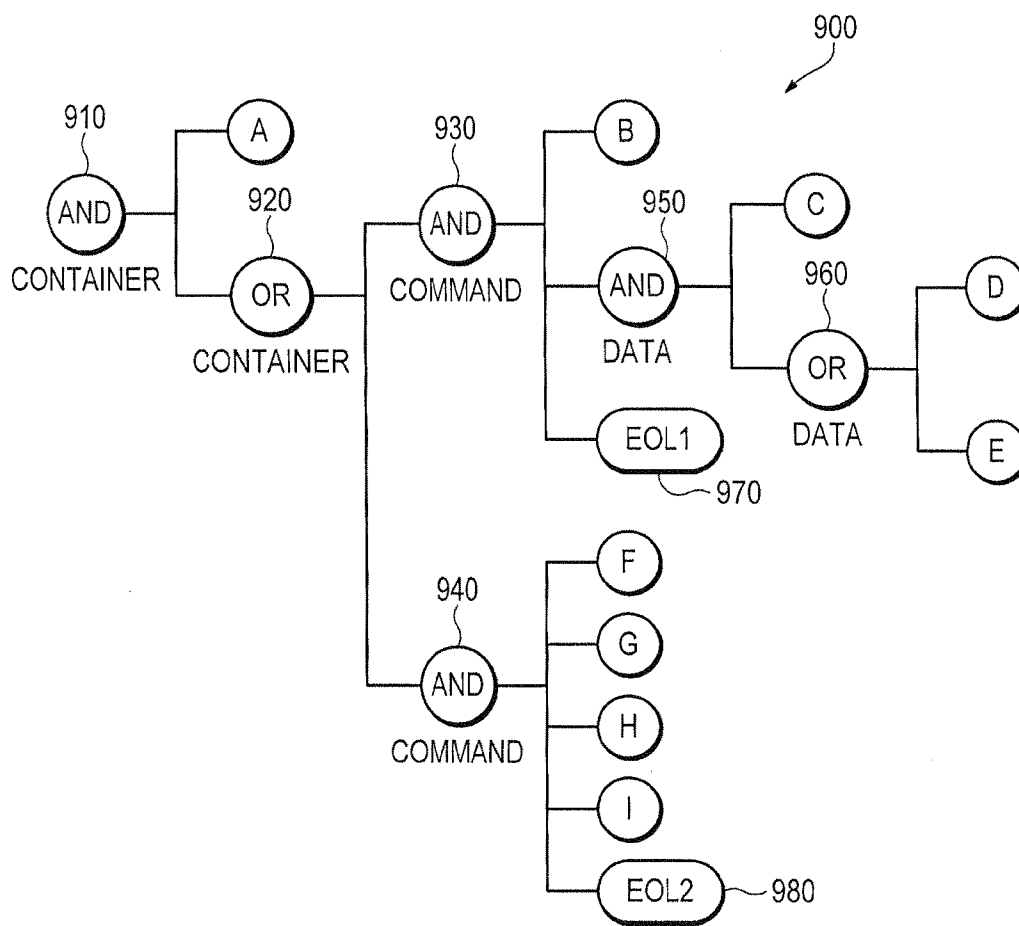 900
910
A
930
B
920
950
C
AND
AND
960
CONTAINER
OR
COMMAND
AND
D
CONTAINER
DATA
OR
EOL1
DATA
E
970
F
940
G
AND
H
COMMAND
I
EOL2
980